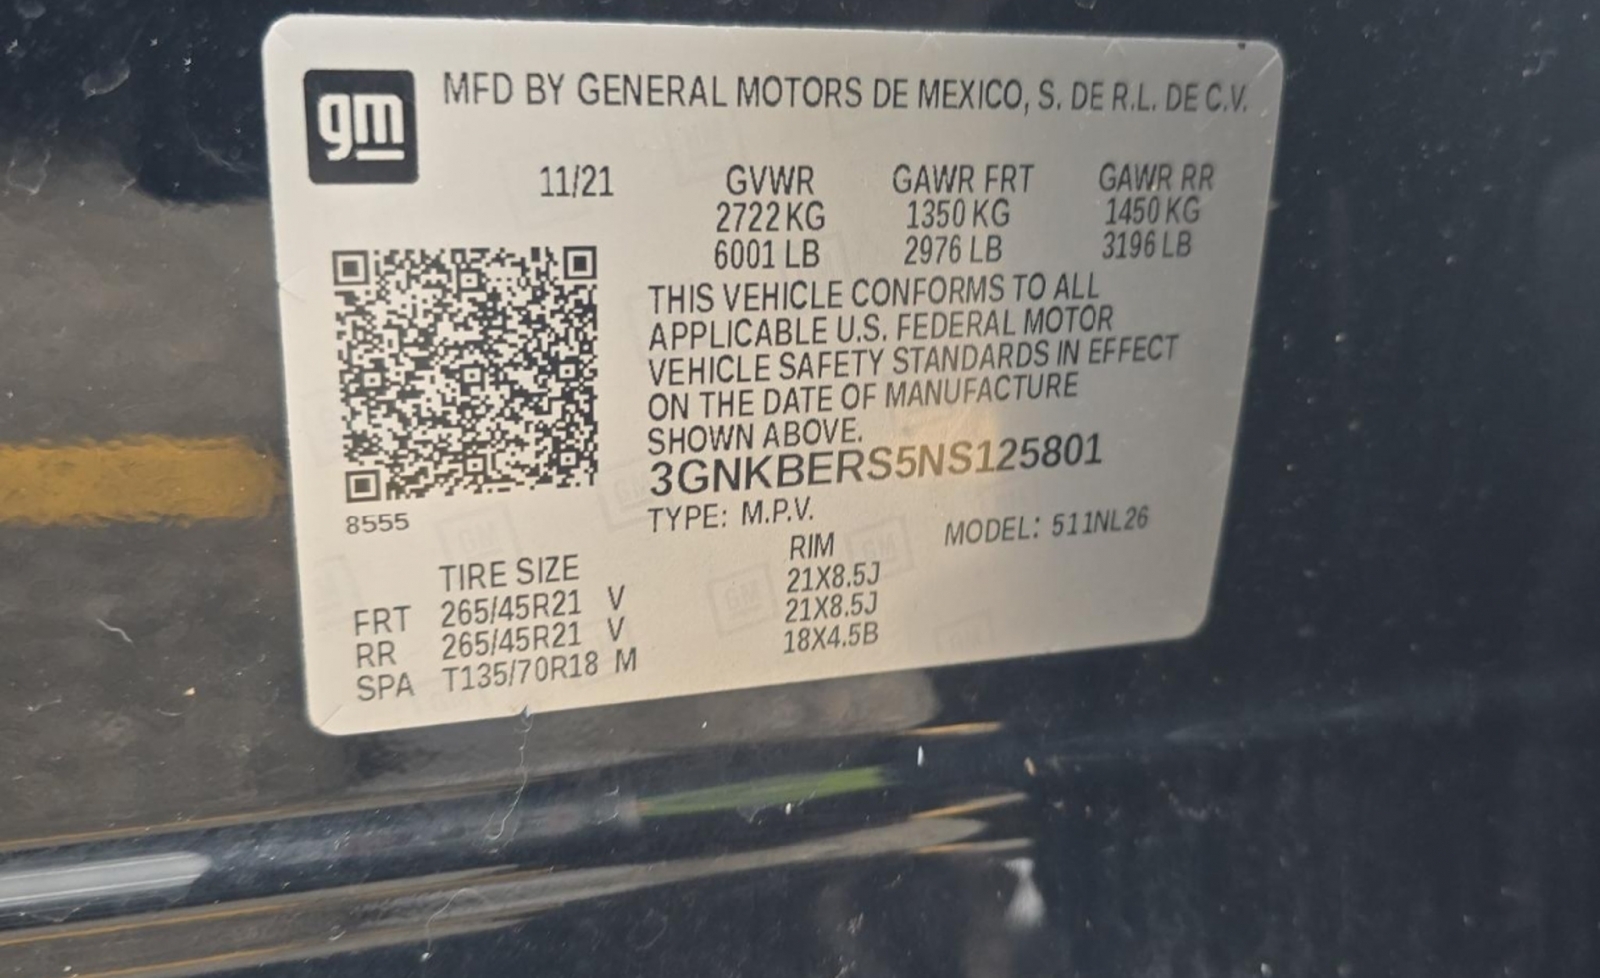 gm
MFD BY GENERAL MOTORS DE MEXICO, S. DE R.L. DE C.V.
11/21 GVWR GAWR FRT GAWR RR
2722 KG 1350 KG 1450 KG
6001 LB 2976 LB 3196 LB
THIS VEHICLE CONFORMS TO ALL
APPLICABLE U.S. FEDERAL MOTOR
VEHICLE SAFETY STANDARDS IN EFFECT
ON THE DATE OF MANUFACTURE
SHOWN ABOVE.
3GNKBERS5NS125801
8555
TYPE: M.P.V. MODEL: 511NL26
TIRE SIZE RIM
FRT 265/45R21 V 21X8.5J
RR 265/45R21 V 21X8.5J
SPA T135/70R18 M 18X4.5B